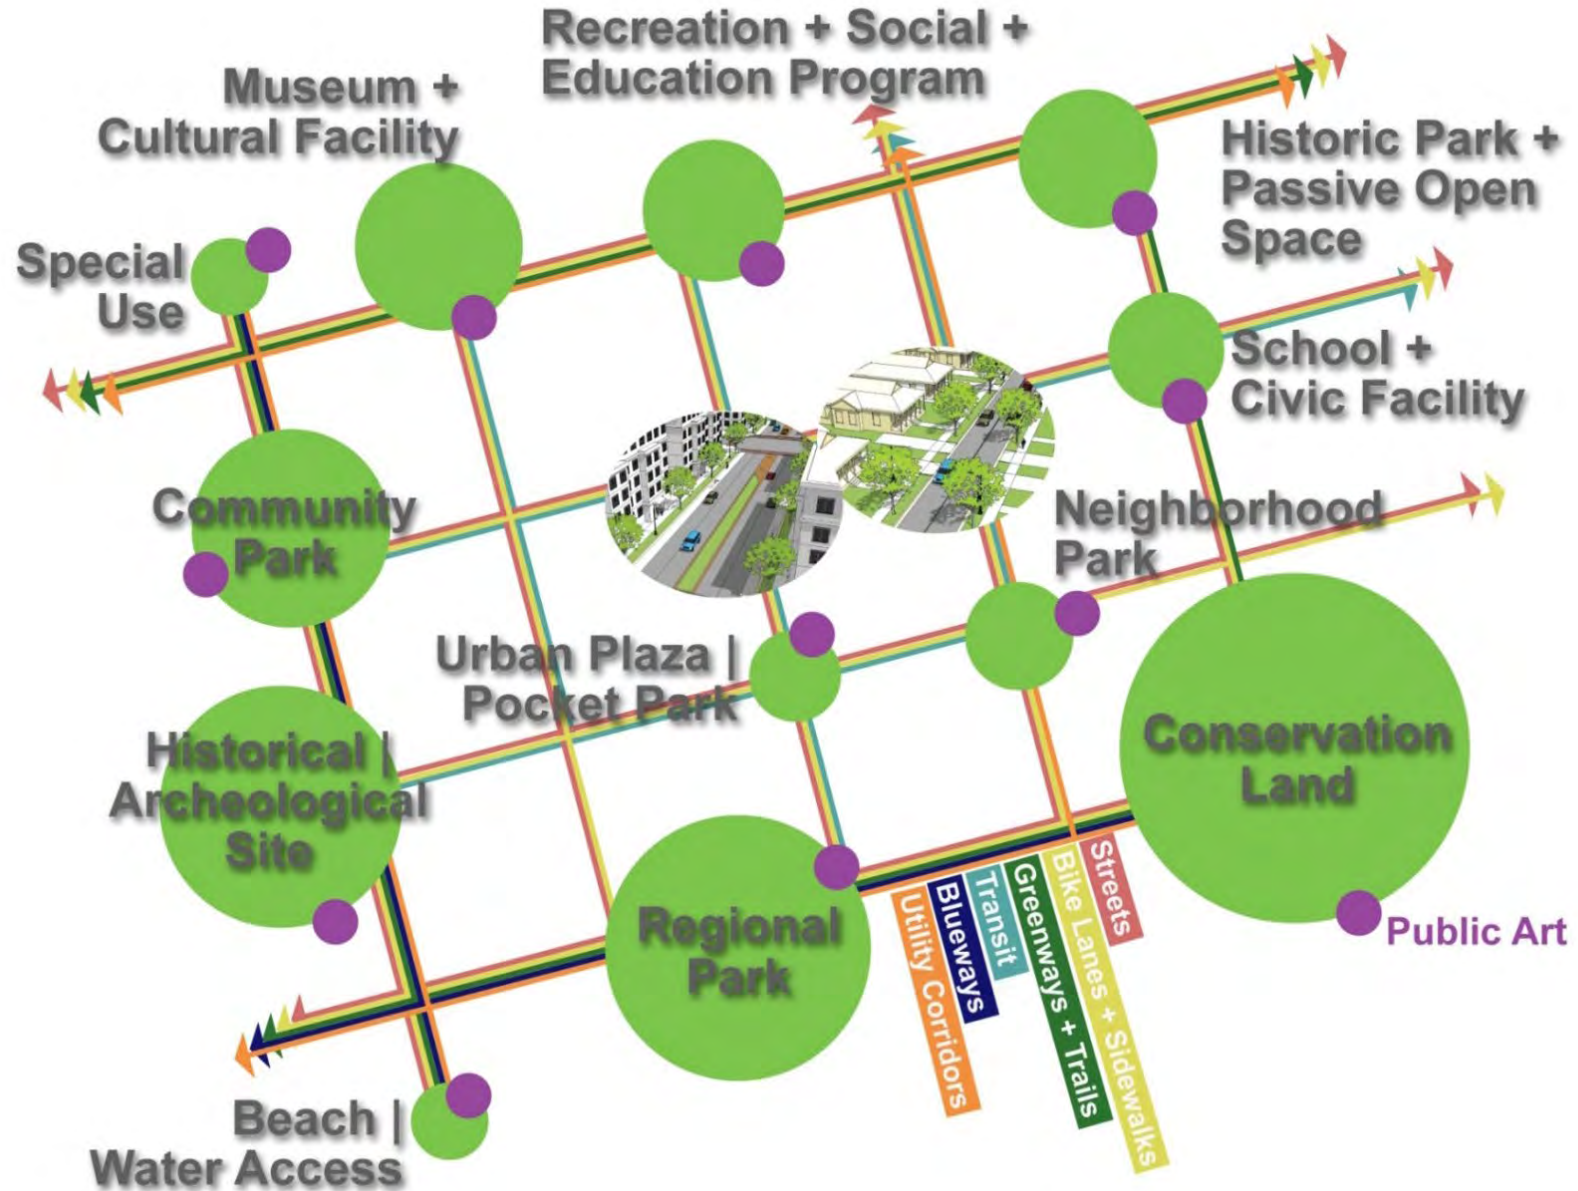 Recreation + Social +
Education Program
Museum +
Cultural Facility
Historic Park +
Passive Open
Space
Special
Use
School +
Civic Facility
Community
Park
Neighborhood
Park
Urban Plaza |
Pocket Park
Historical |
Archeological
Site
Conservation
Land
Regional
Park
Streets
Bike Lanes + Sidewalks
Greenways + Trails
Transit
Blueways
Utility Corridors
Public Art
Beach |
Water Access